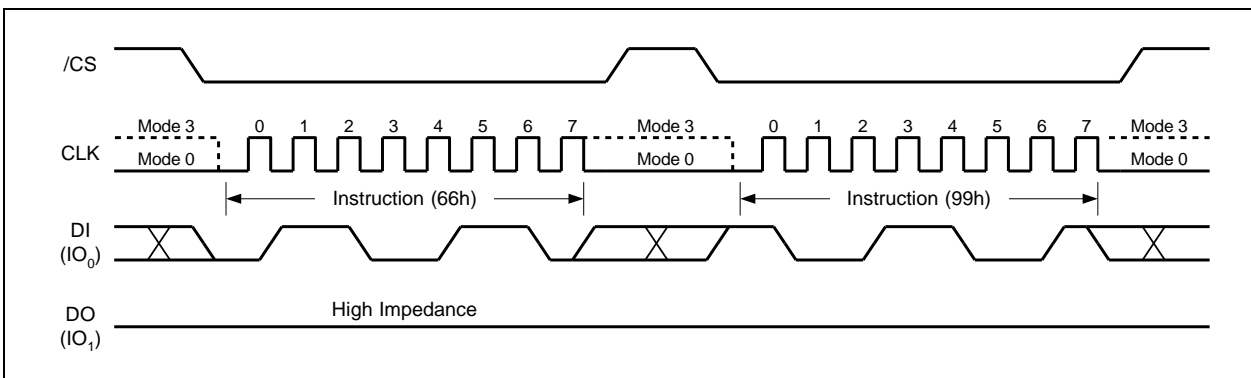 /CS
Mode 3 0 1 2 3 4 5 6 7 Mode 3 0 1 2 3 4 5 6 7 Mode 3
CLK
Mode 0 Mode 0 Mode 0
Instruction (66h) Instruction (99h)
DI
(IO₀)
High Impedance
DO
(IO₁)